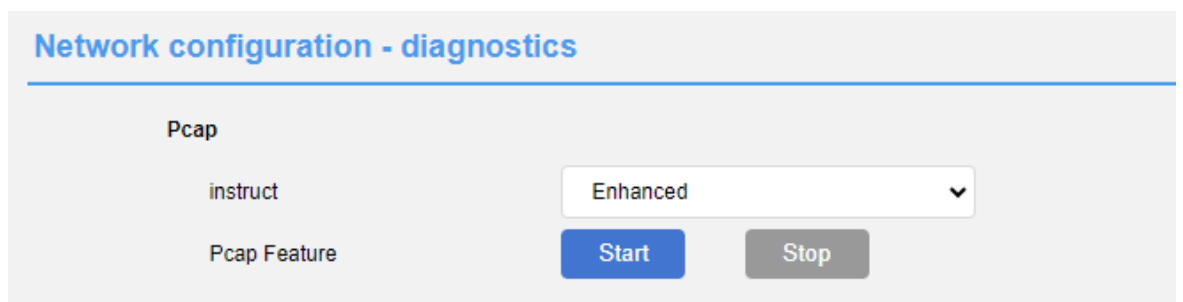 Network configuration - diagnostics
Pcap
instruct Enhanced
Pcap Feature Start Stop